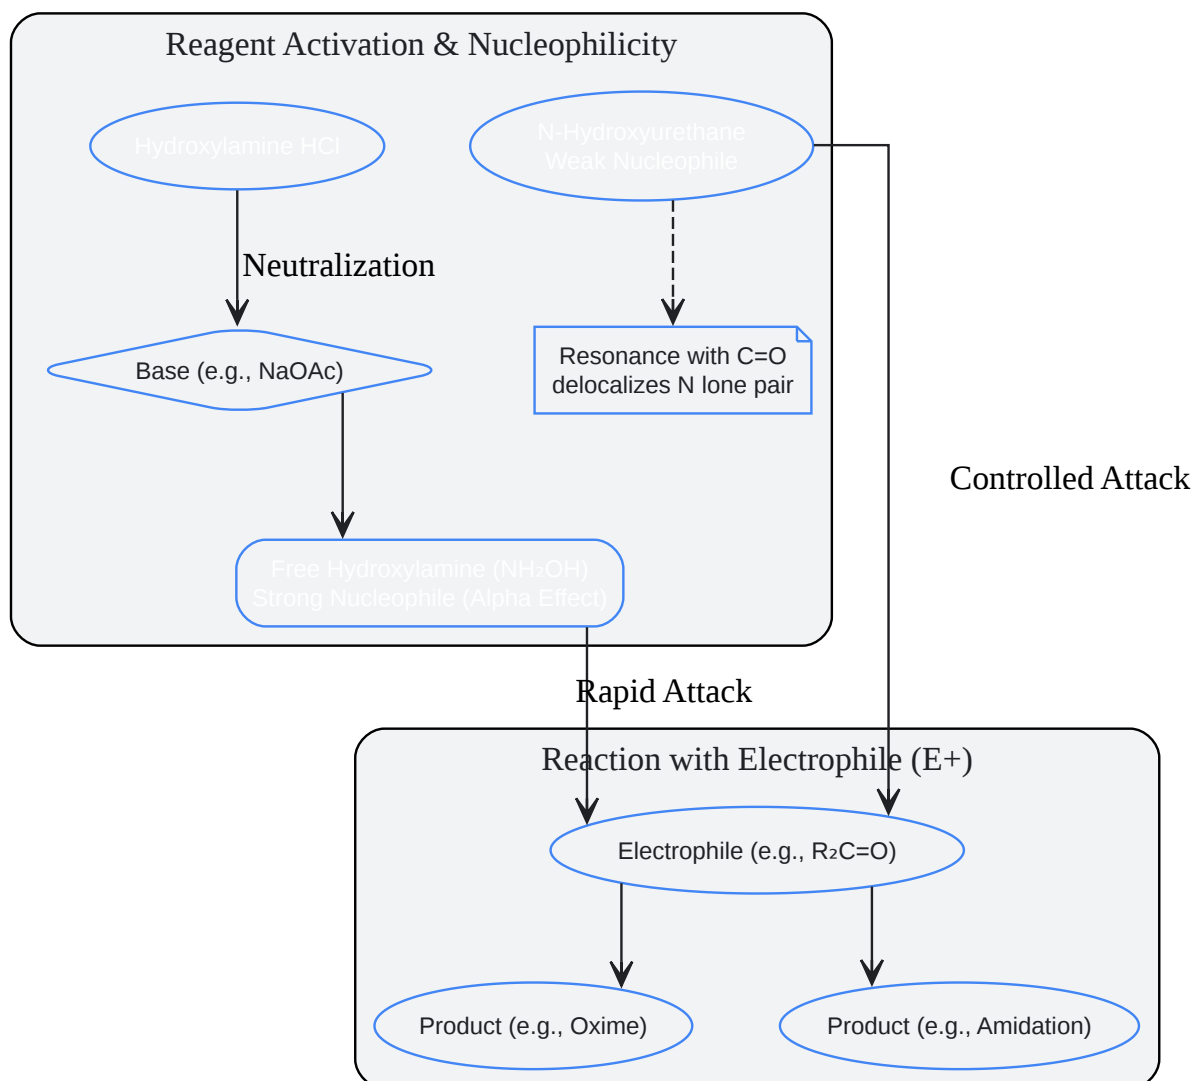 Reagent Activation & Nucleophilicity
Hydroxylamine HCl
N-Hydroxyurethane
Weak Nucleophile
Neutralization
Base (e.g., NaOAc)
Resonance with C=O
delocalizes N lone pair
Controlled Attack
Free Hydroxylamine (NH₂OH)
Strong Nucleophile (Alpha Effect)
Rapid Attack
Reaction with Electrophile (E+)
Electrophile (e.g., R₂C=O)
Product (e.g., Oxime)
Product (e.g., Amidation)